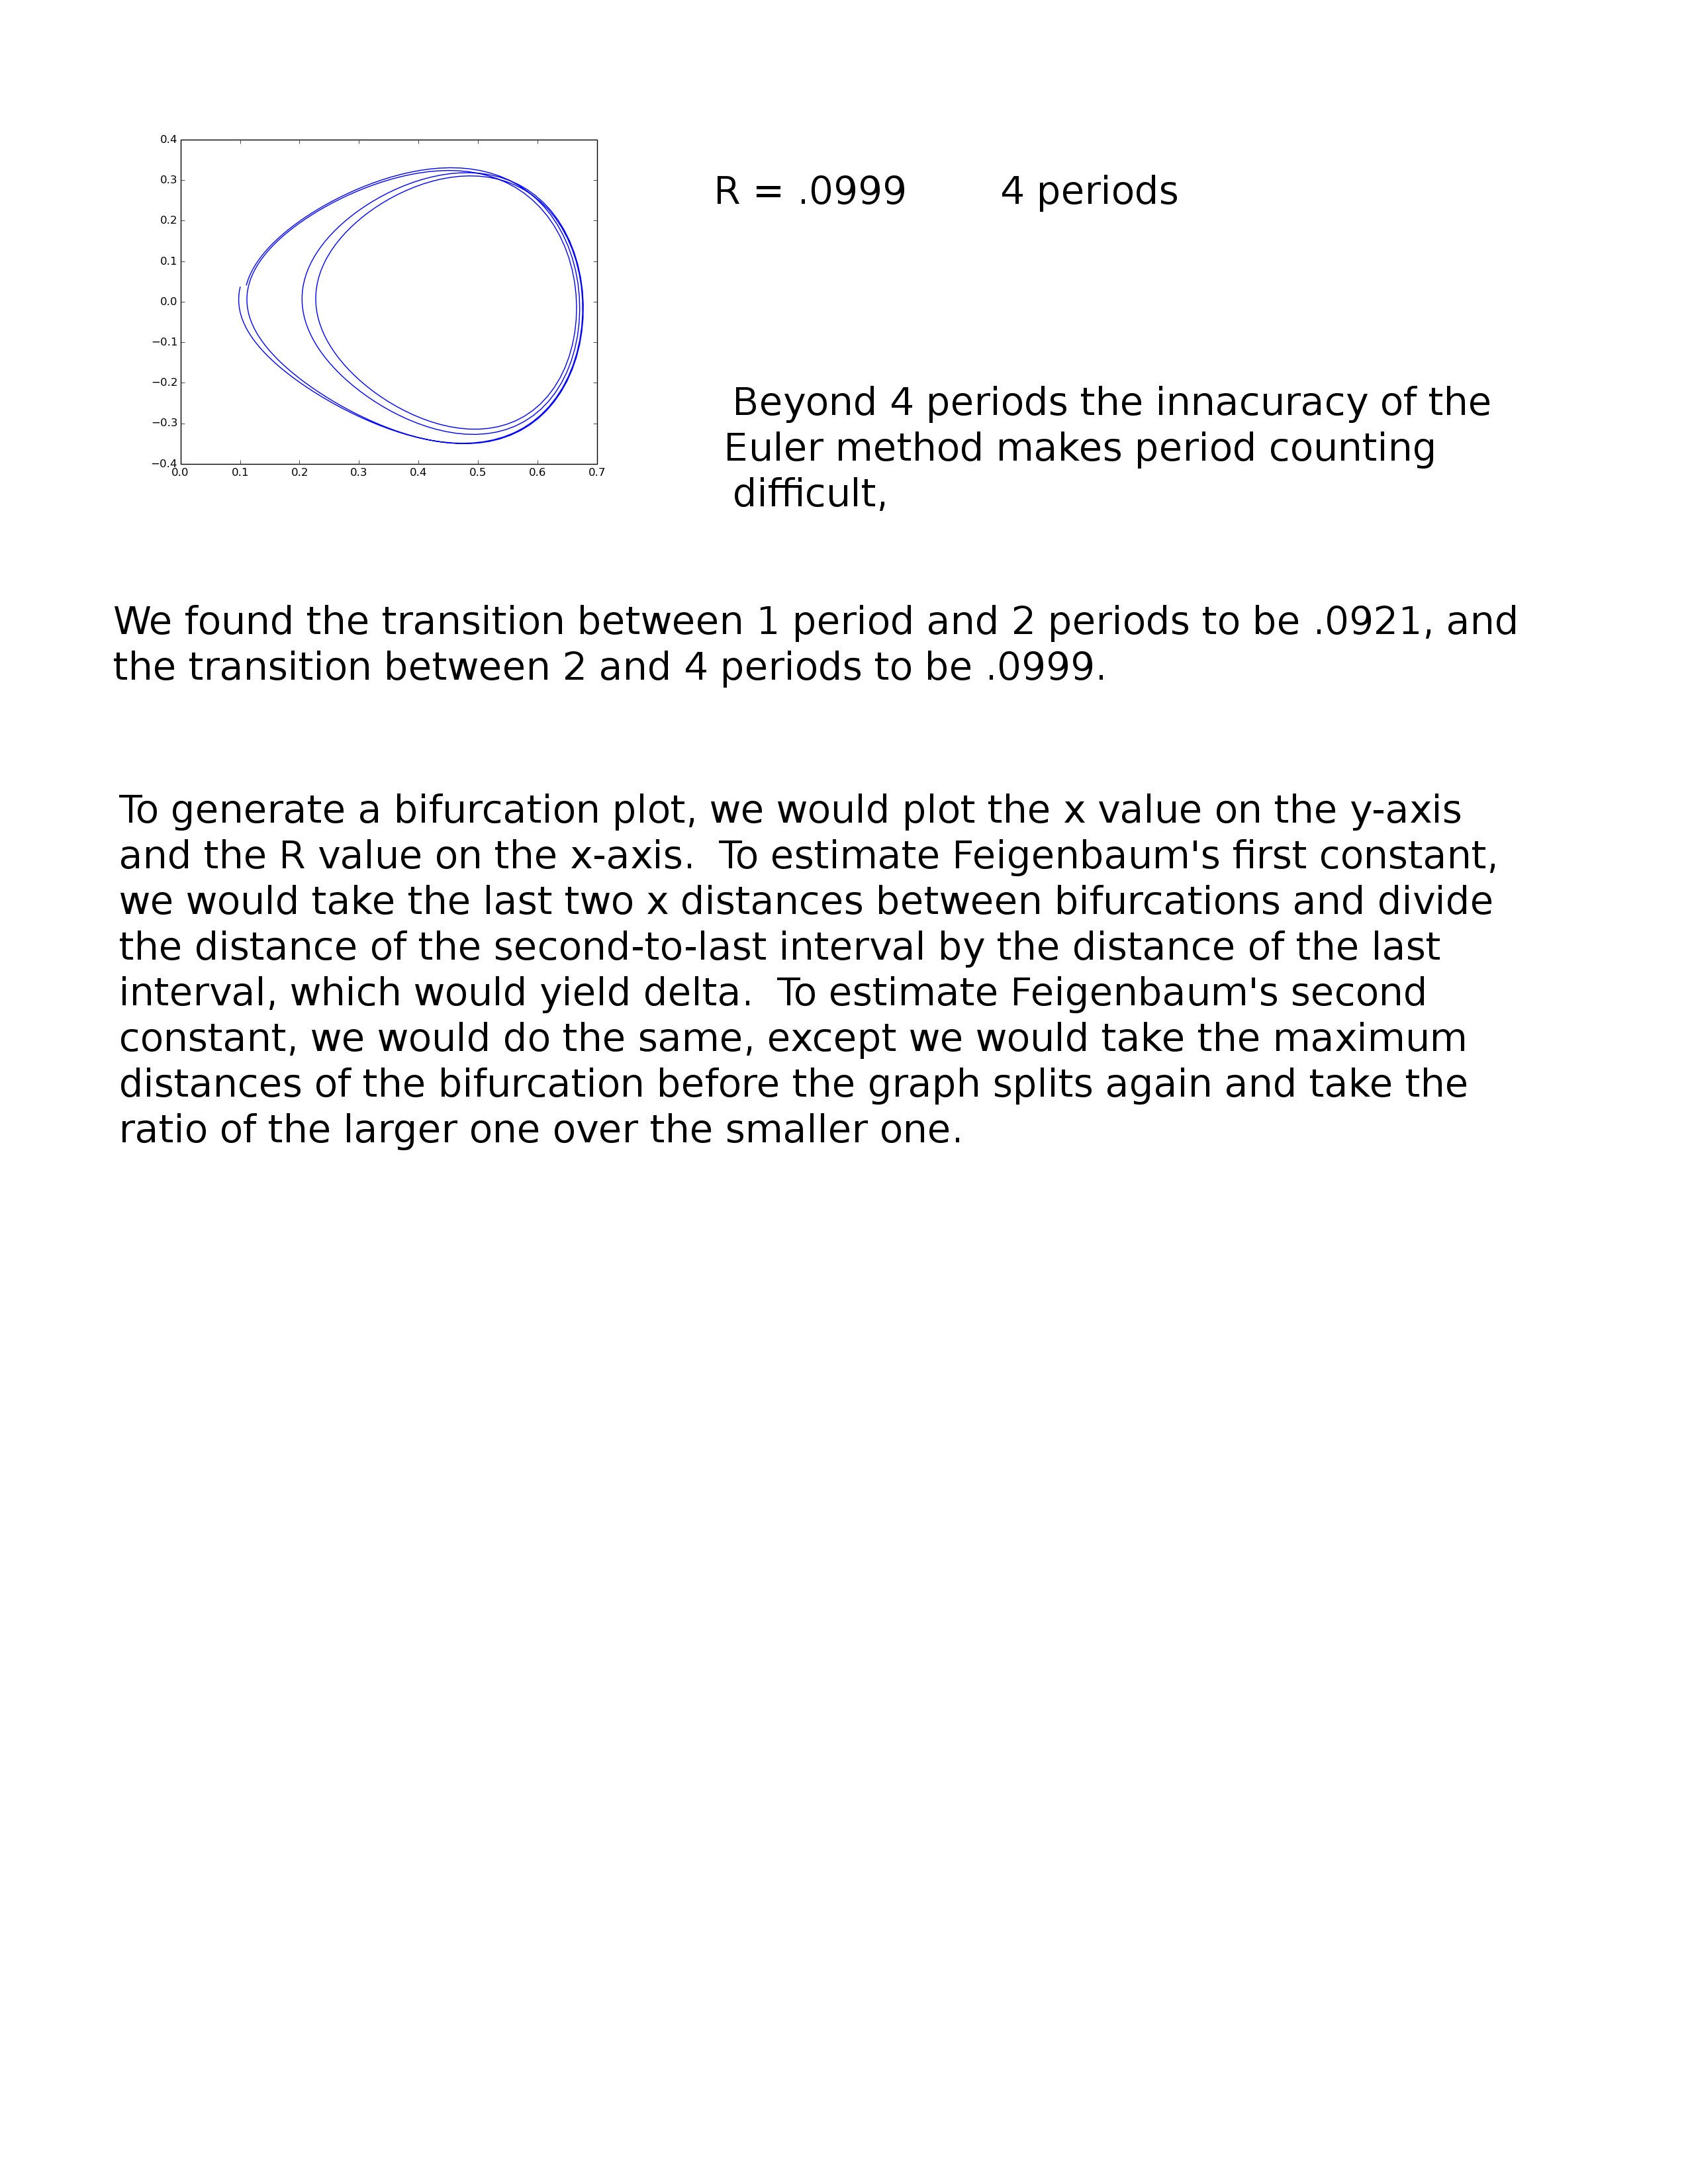 0.4
0.3
0.2
0.1
0.0
−0.1
−0.2
−0.3
−0.4
0.0 0.1 0.2 0.3 0.4 0.5 0.6 0.7
R = .0999 4 periods
Beyond 4 periods the innacuracy of the
Euler method makes period counting
difficult,
We found the transition between 1 period and 2 periods to be .0921, and
the transition between 2 and 4 periods to be .0999.
To generate a bifurcation plot, we would plot the x value on the y-axis
and the R value on the x-axis.  To estimate Feigenbaum's first constant,
we would take the last two x distances between bifurcations and divide
the distance of the second-to-last interval by the distance of the last
interval, which would yield delta.  To estimate Feigenbaum's second
constant, we would do the same, except we would take the maximum
distances of the bifurcation before the graph splits again and take the
ratio of the larger one over the smaller one.